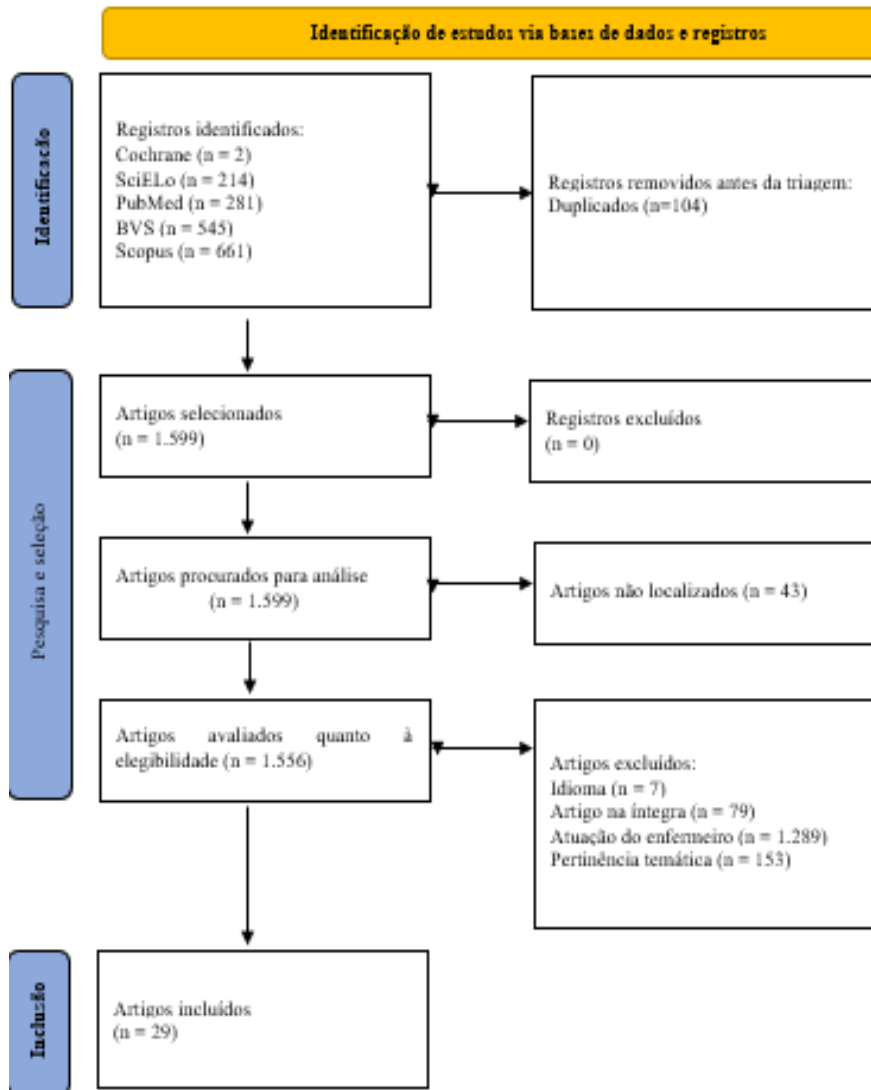 Identificação de estudos via bases de dados e registros
Identificação
Registros identificados:
Cochrane (n = 2)
SciELo (n = 214)
PubMed (n = 281)
BVS (n = 545)
Scopus (n = 661)
Registros removidos antes da triagem:
Duplicados (n=104)
Pesquisa e seleção
Artigos selecionados
(n = 1.599)
Registros excluídos
(n = 0)
Artigos procurados para análise
(n = 1.599)
Artigos não localizados (n = 43)
Artigos avaliados quanto à
elegibilidade (n = 1.556)
Artigos excluídos:
Idioma (n = 7)
Artigo na íntegra (n = 79)
Atuação do enfermeiro (n = 1.289)
Pertinência temática (n = 153)
Inclusão
Artigos incluídos
(n = 29)